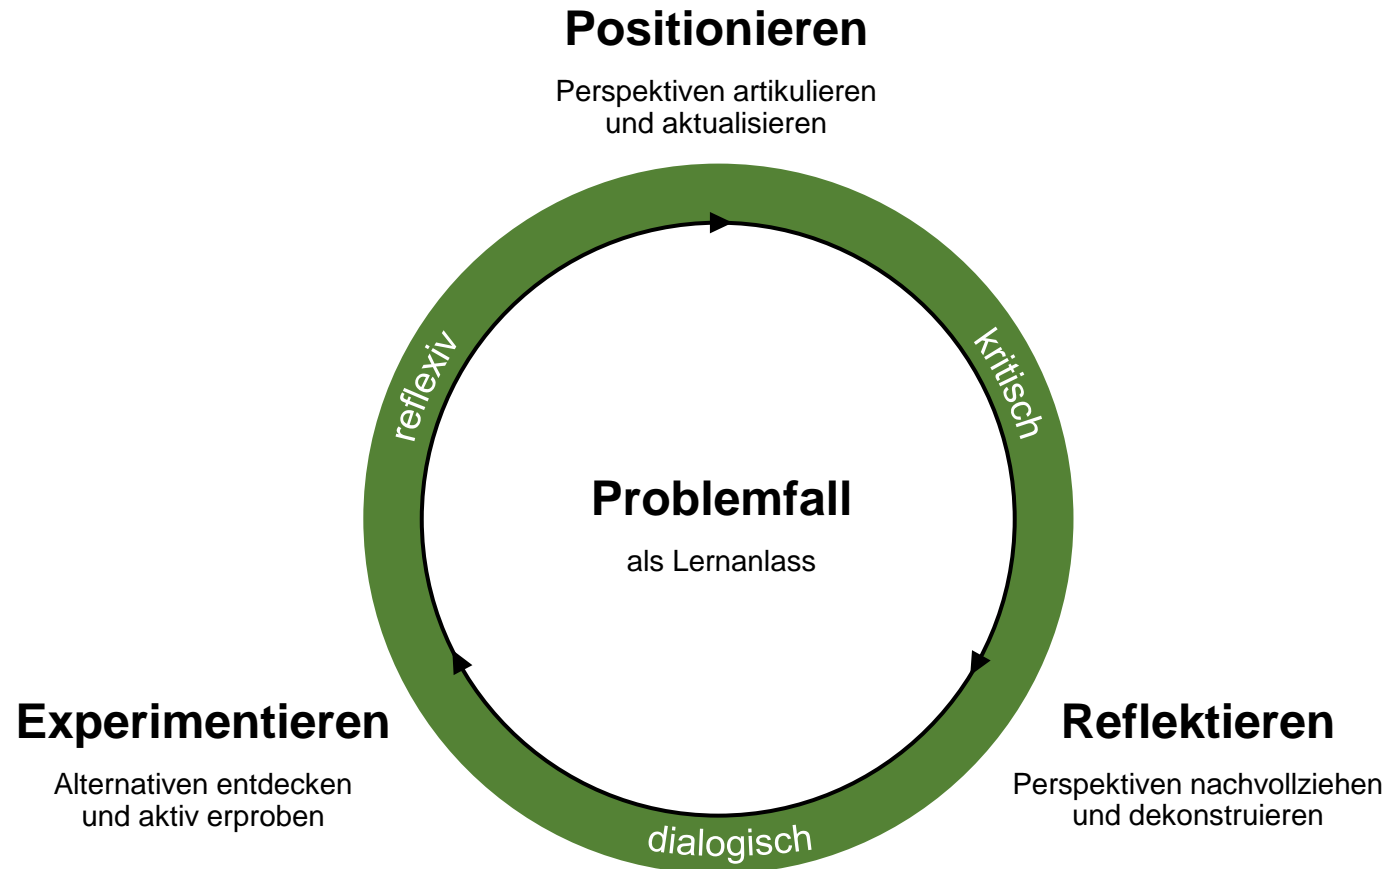 Positionieren
Perspektiven artikulieren
und aktualisieren
reflexiv
kritisch
Problemfall
als Lernanlass
Experimentieren
Alternativen entdecken
und aktiv erproben
Reflektieren
Perspektiven nachvollziehen
und dekonstruieren
dialogisch